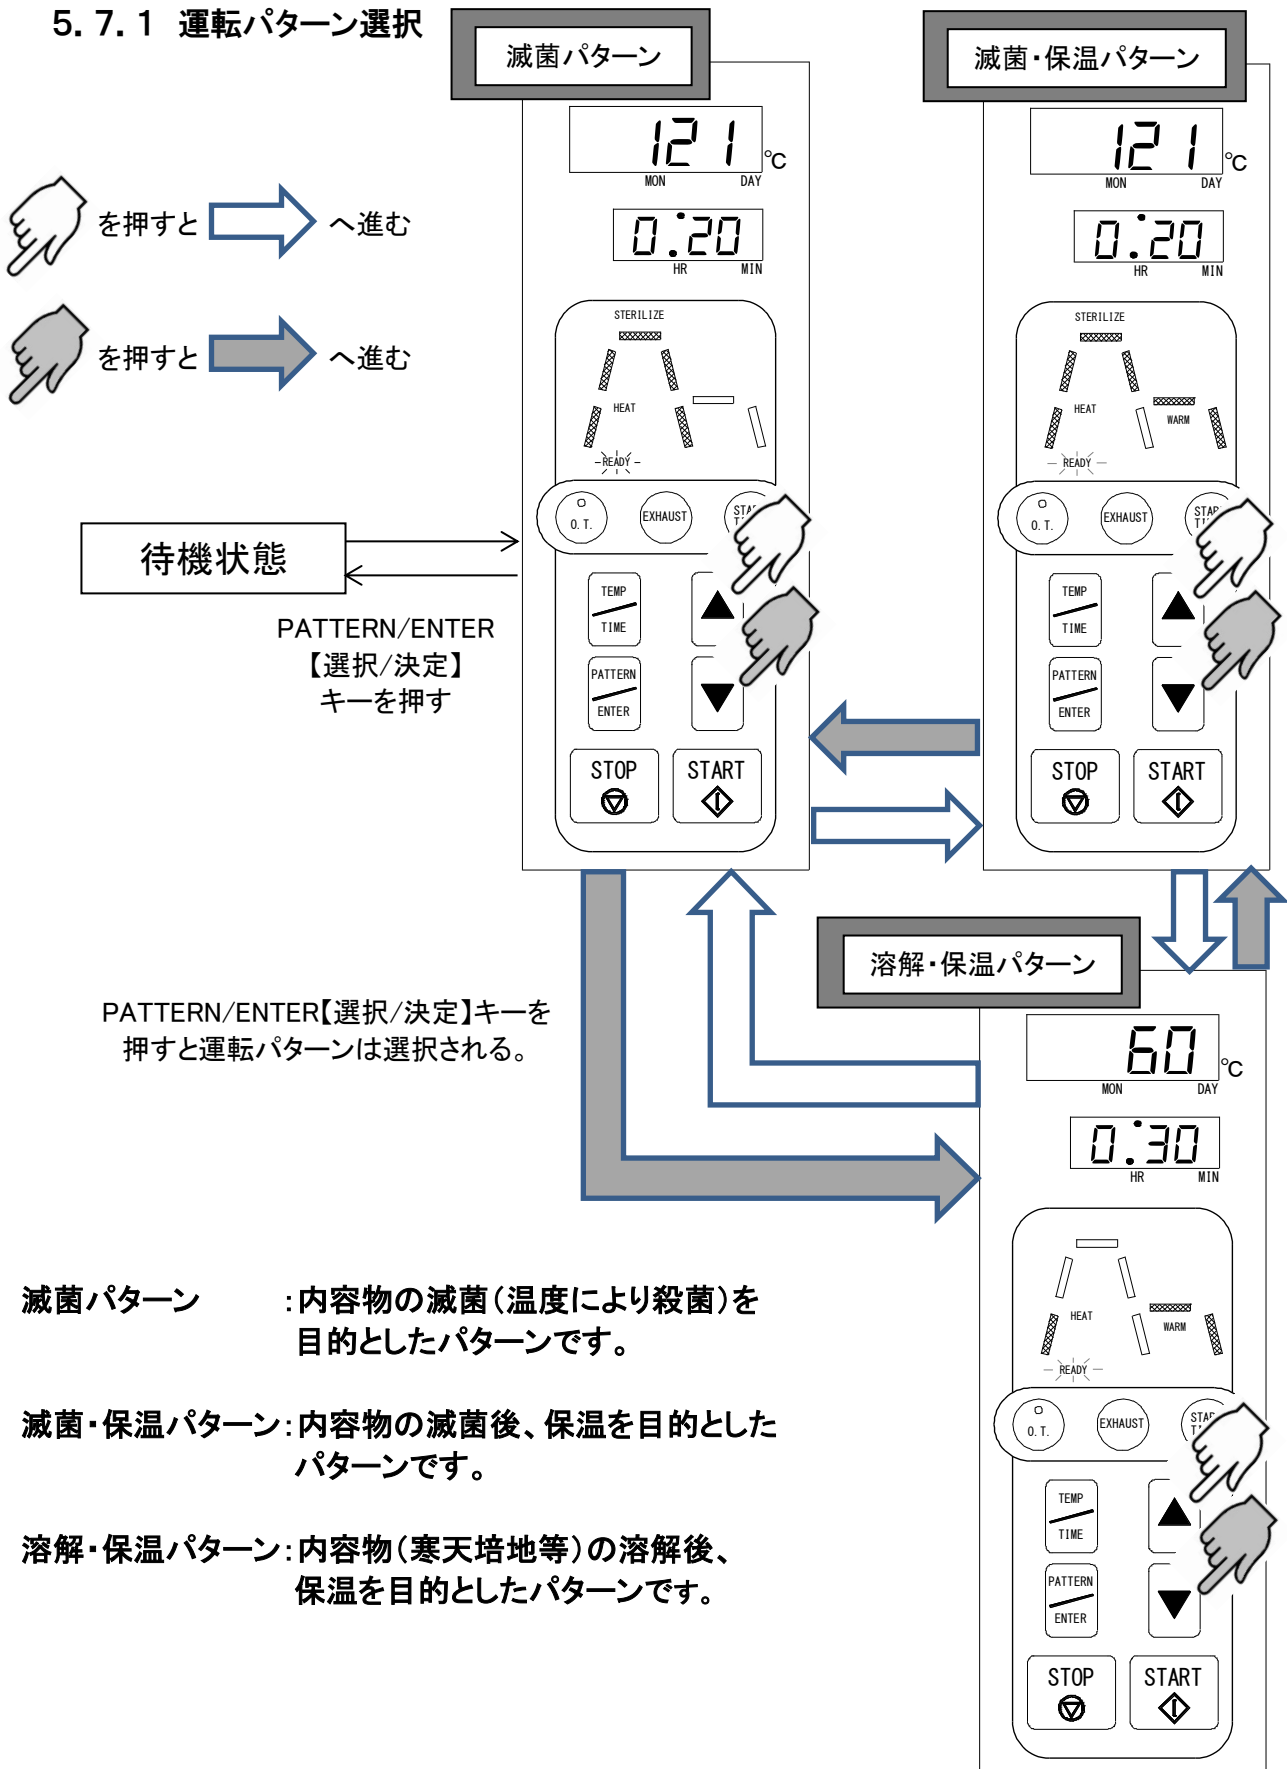 5.7.1 運転パターン選択
滅菌パターン
滅菌・保温パターン
121 ℃
MON DAY
0:20
HR MIN
STERILIZE
HEAT
READY
O.T.
EXHAUST
TEMP
TIME
PATTERN
ENTER
STOP
START
121 ℃
MON DAY
0:20
HR MIN
STERILIZE
HEAT
WARM
READY
O.T.
EXHAUST
TEMP
TIME
PATTERN
ENTER
STOP
START
を押すと へ進む
を押すと へ進む
待機状態
PATTERN/ENTER
【選択/決定】
キーを押す
PATTERN/ENTER【選択/決定】キーを
押すと運転パターンは選択される。
溶解・保温パターン
60 ℃
MON DAY
0:30
HR MIN
HEAT
WARM
READY
O.T.
EXHAUST
TEMP
TIME
PATTERN
ENTER
STOP
START
滅菌パターン :内容物の滅菌(温度により殺菌)を
目的としたパターンです。
滅菌・保温パターン:内容物の滅菌後、保温を目的とした
パターンです。
溶解・保温パターン:内容物(寒天培地等)の溶解後、
保温を目的としたパターンです。